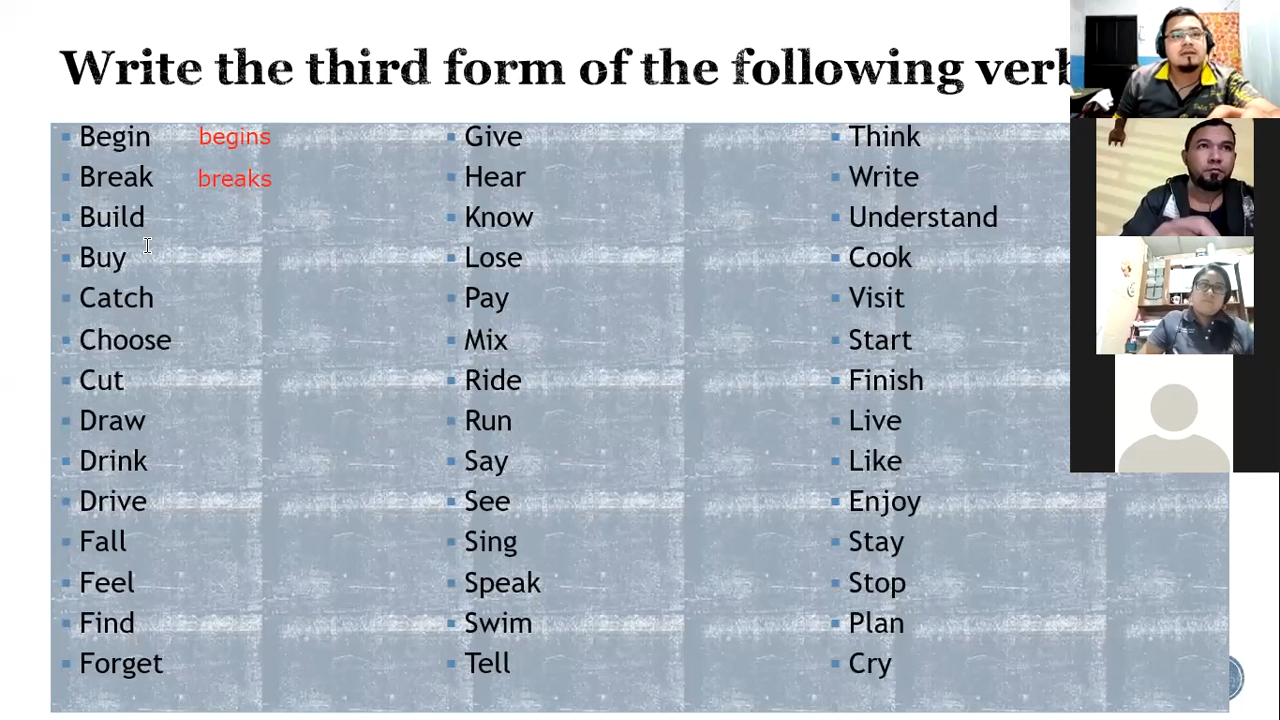 Write the third form of the following verb
Begin begins
Break breaks
Build
Buy
Catch
Choose
Cut
Draw
Drink
Drive
Fall
Feel
Find
Forget
Give
Hear
Know
Lose
Pay
Mix
Ride
Run
Say
See
Sing
Speak
Swim
Tell
Think
Write
Understand
Cook
Visit
Start
Finish
Live
Like
Enjoy
Stay
Stop
Plan
Cry